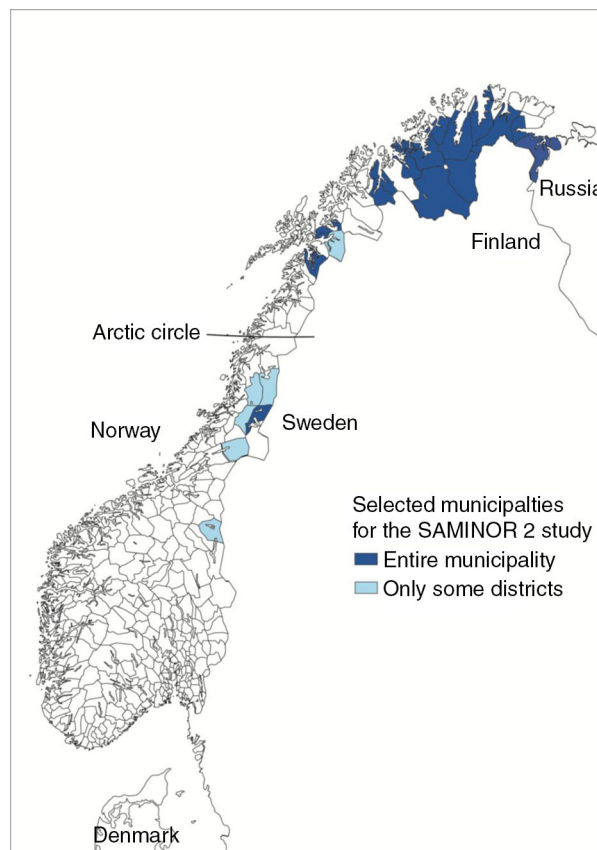 Russia
Finland
Arctic circle
Norway
Sweden
Selected municipalties
for the SAMINOR 2 study
Entire municipality
Only some districts
Denmark